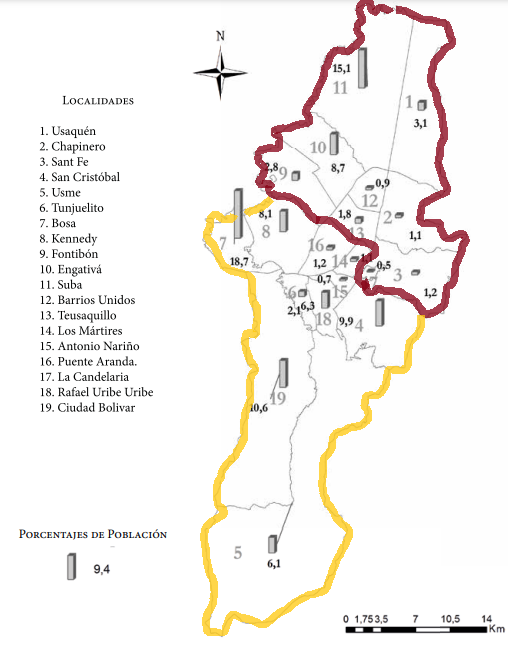 N
LOCALIDADES
1. Usaquén
2. Chapinero
3. Sant Fe
4. San Cristóbal
5. Usme
6. Tunjuelito
7. Bosa
8. Kennedy
9. Fontibón
10. Engativá
11. Suba
12. Barrios Unidos
13. Teusaquillo
14. Los Mártires
15. Antonio Nariño
16. Puente Aranda.
17. La Candelaria
18. Rafael Uribe Uribe
19. Ciudad Bolivar
15,1
11
1
3,1
10
8,7
2,8
9
0,9
12
8,1
8
1,8
13
2
1,1
7
18,7
16
1,2
14
0,5
3
1,2
0,7
15
6
2,1
6,3
18
9,9
4
19
10,6
5
6,1
PORCENTAJES DE POBLACIÓN
9,4
0 1,75 3,5 7 10,5 14
Km